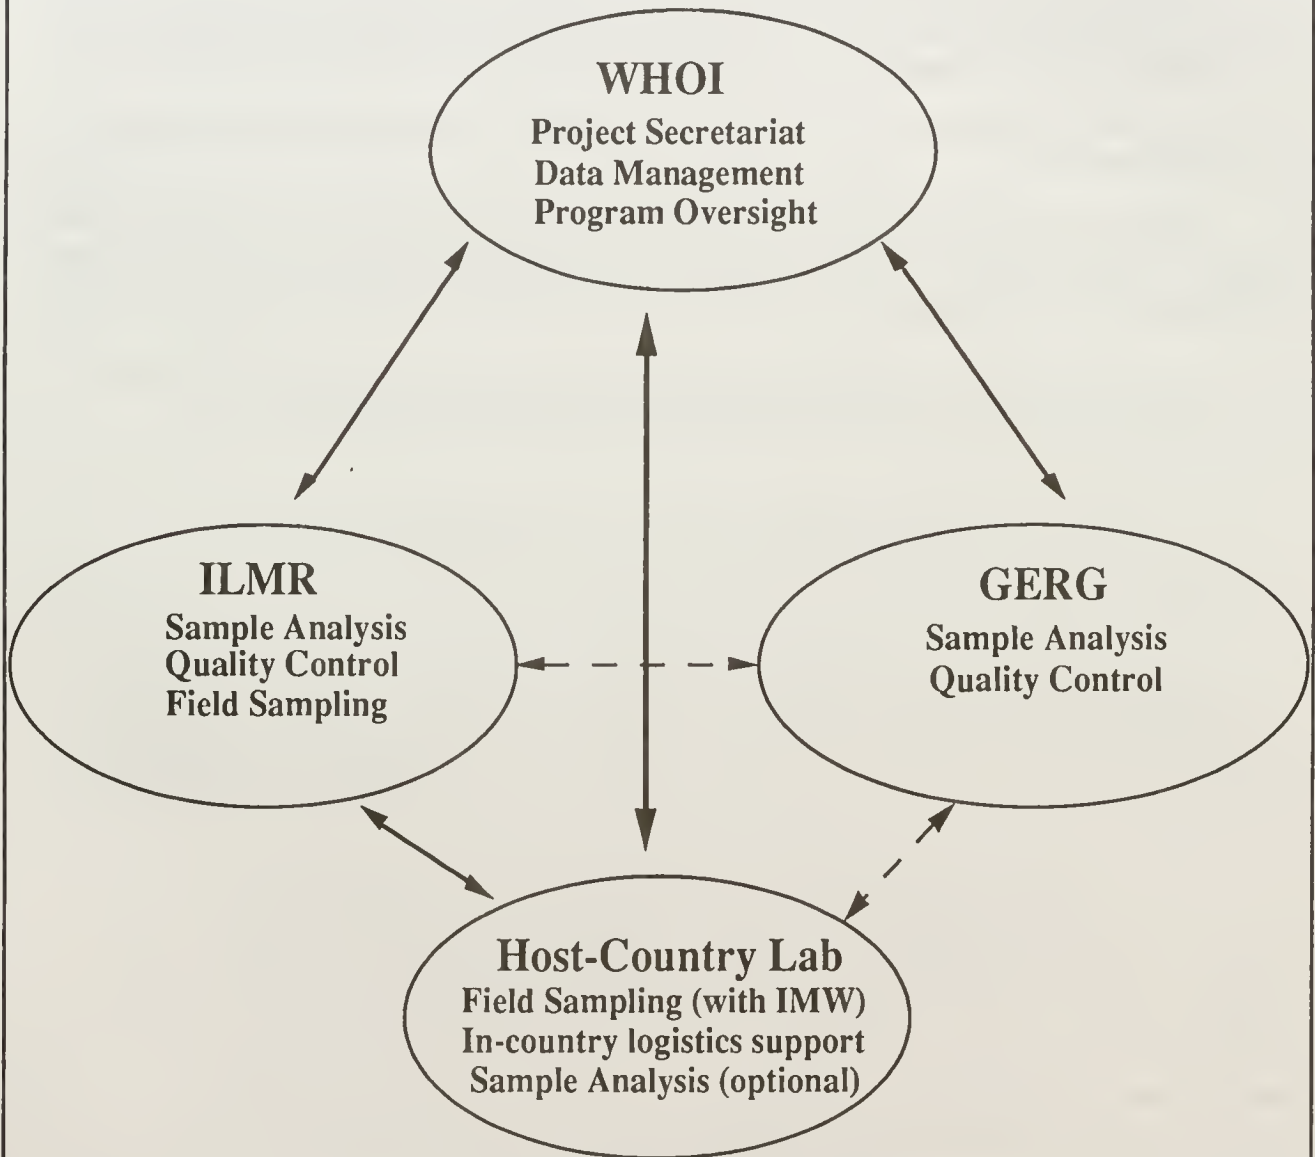 WHOI
Project Secretariat
Data Management
Program Oversight
ILMR
Sample Analysis
Quality Control
Field Sampling
GERG
Sample Analysis
Quality Control
Host-Country Lab
Field Sampling (with IMW)
In-country logistics support
Sample Analysis (optional)